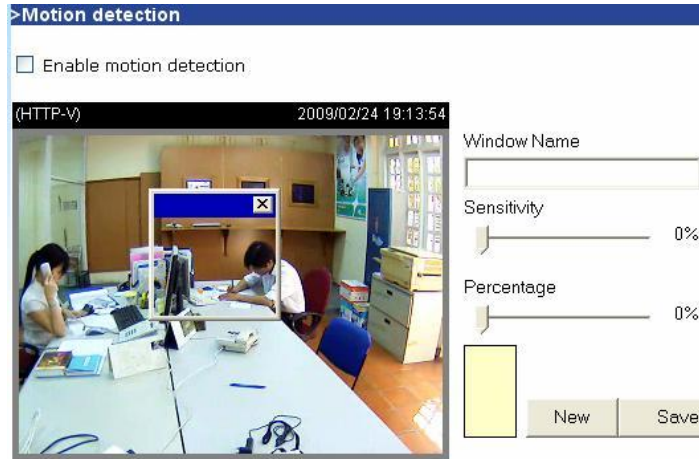 >Motion detection
Enable motion detection
(HTTP-V) 2009/02/24 19:13:54
Window Name
Sensitivity
0%
Percentage
0%
New Save